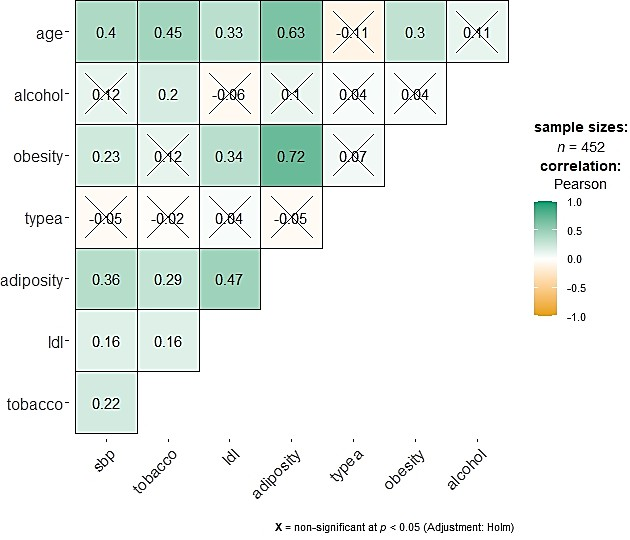 age 0.4 0.45 0.33 0.63 -0.11 0.3 0.11
alcohol 0.12 0.2 -0.06 0.1 0.04 0.04
obesity 0.23 0.12 0.34 0.72 0.07
typea -0.05 -0.02 0.04 -0.05
adiposity 0.36 0.29 0.47
ldl 0.16 0.16
tobacco 0.22
sbp tobacco ldl adiposity typea obesity alcohol
sample sizes:
n = 452
correlation:
Pearson
1.0
0.5
0.0
-0.5
-1.0
X = non-significant at p < 0.05 (Adjustment: Holm)